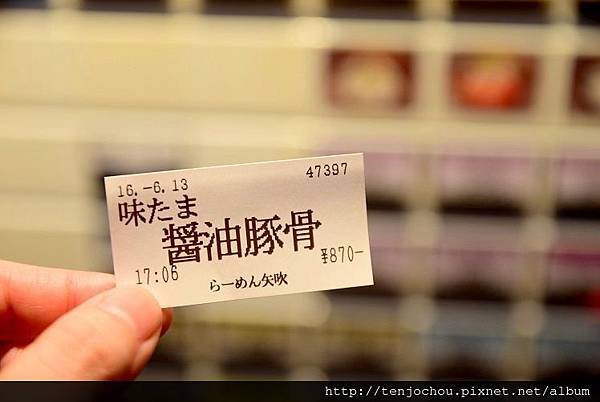 16.-6.13 47397
味たま
醤油豚骨
¥870-
17:06
らーめん矢吹
http://tenjochou.pixnet.net/album